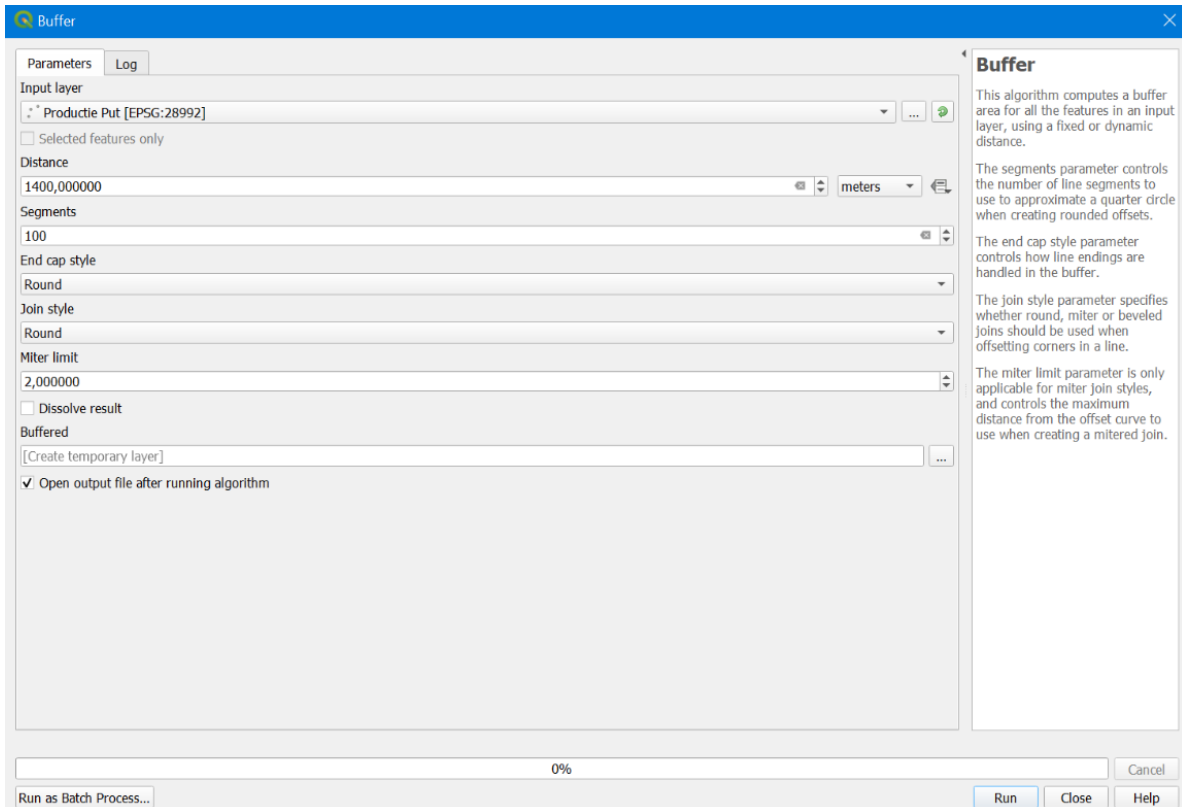 Buffer
Parameters
Log
Input layer
Productie Put [EPSG:28992]
...
Selected features only
Distance
1400,000000
meters
Segments
100
End cap style
Round
Join style
Round
Miter limit
2,000000
Dissolve result
Buffered
[Create temporary layer]
...
Open output file after running algorithm
Buffer
This algorithm computes a buffer
area for all the features in an input
layer, using a fixed or dynamic
distance.
The segments parameter controls
the number of line segments to
use to approximate a quarter circle
when creating rounded offsets.
The end cap style parameter
controls how line endings are
handled in the buffer.
The join style parameter specifies
whether round, miter or beveled
joins should be used when
offsetting corners in a line.
The miter limit parameter is only
applicable for miter join styles,
and controls the maximum
distance from the offset curve to
use when creating a mitered join.
0%
Cancel
Run as Batch Process...
Run
Close
Help